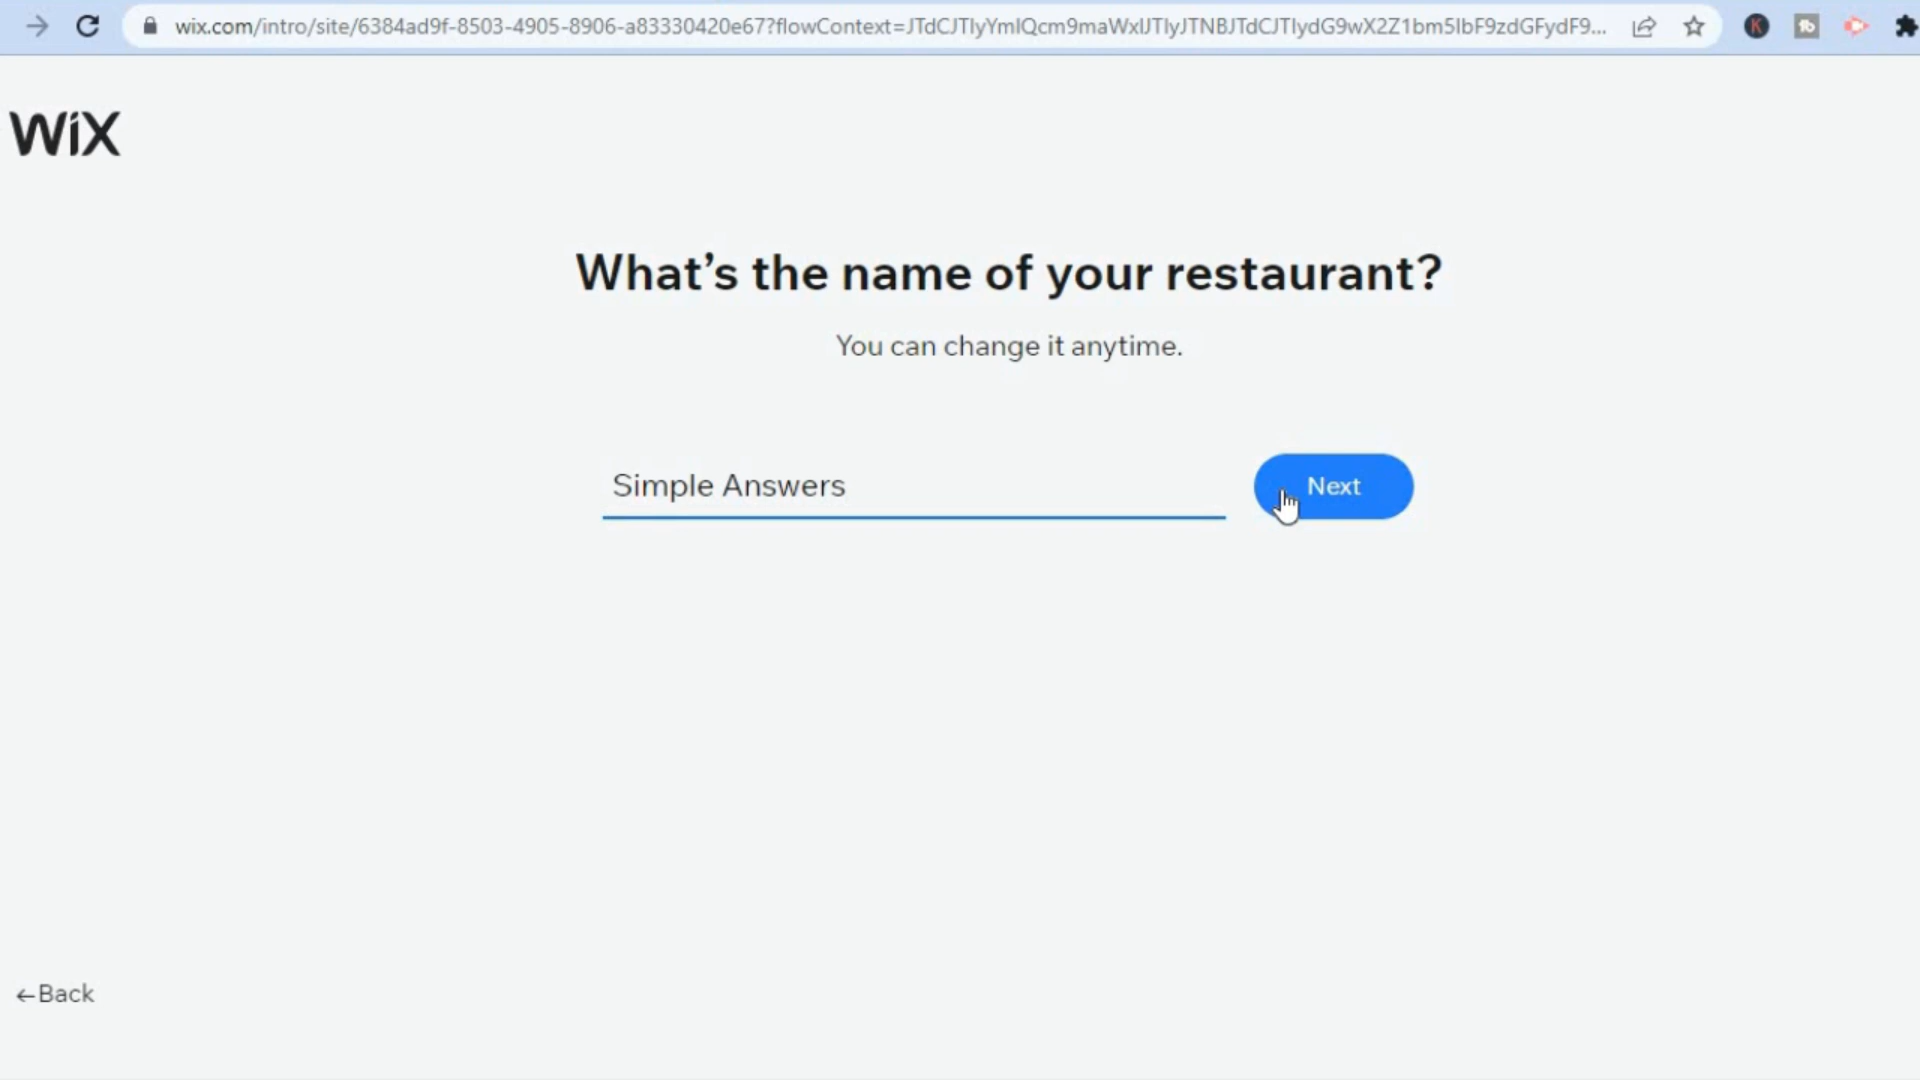 wix.com/intro/site/6384ad9f-8503-4905-8906-a83330420e67?flowContext=JTdCJTIyYmlQcm9maWxlJTIyJTNBJTdCJTIydG9wX2Z1bm5lbF9zdGFydF9...
WiX
What's the name of your restaurant?
You can change it anytime.
Simple Answers
Next
←Back